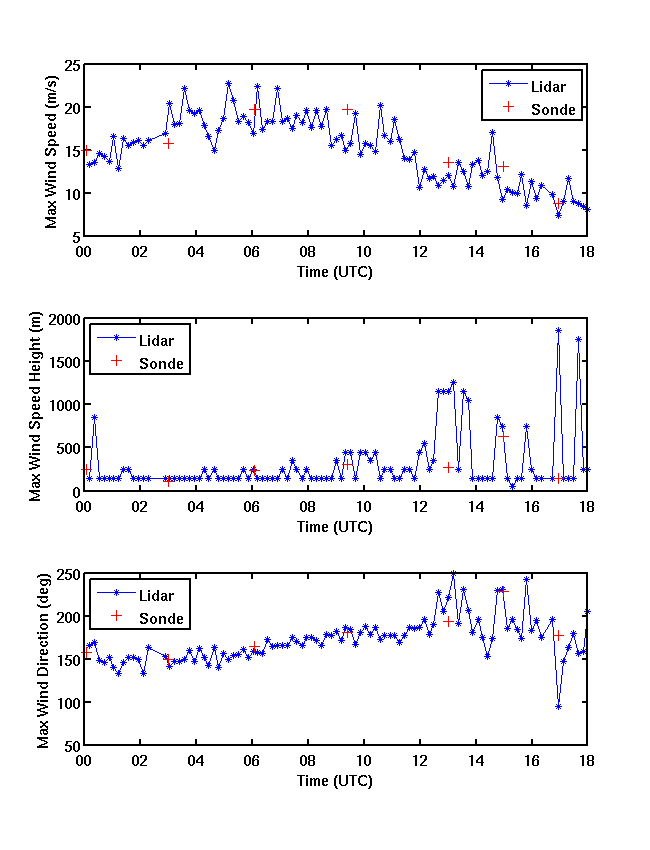 25
20
15
10
5
Max Wind Speed (m/s)
Lidar
Sonde
00 02 04 06 08 10 12 14 16 18
Time (UTC)
2000
1500
1000
500
0
Max Wind Speed Height (m)
Lidar
Sonde
00 02 04 06 08 10 12 14 16 18
Time (UTC)
250
200
150
100
50
Max Wind Direction (deg)
Lidar
Sonde
00 02 04 06 08 10 12 14 16 18
Time (UTC)